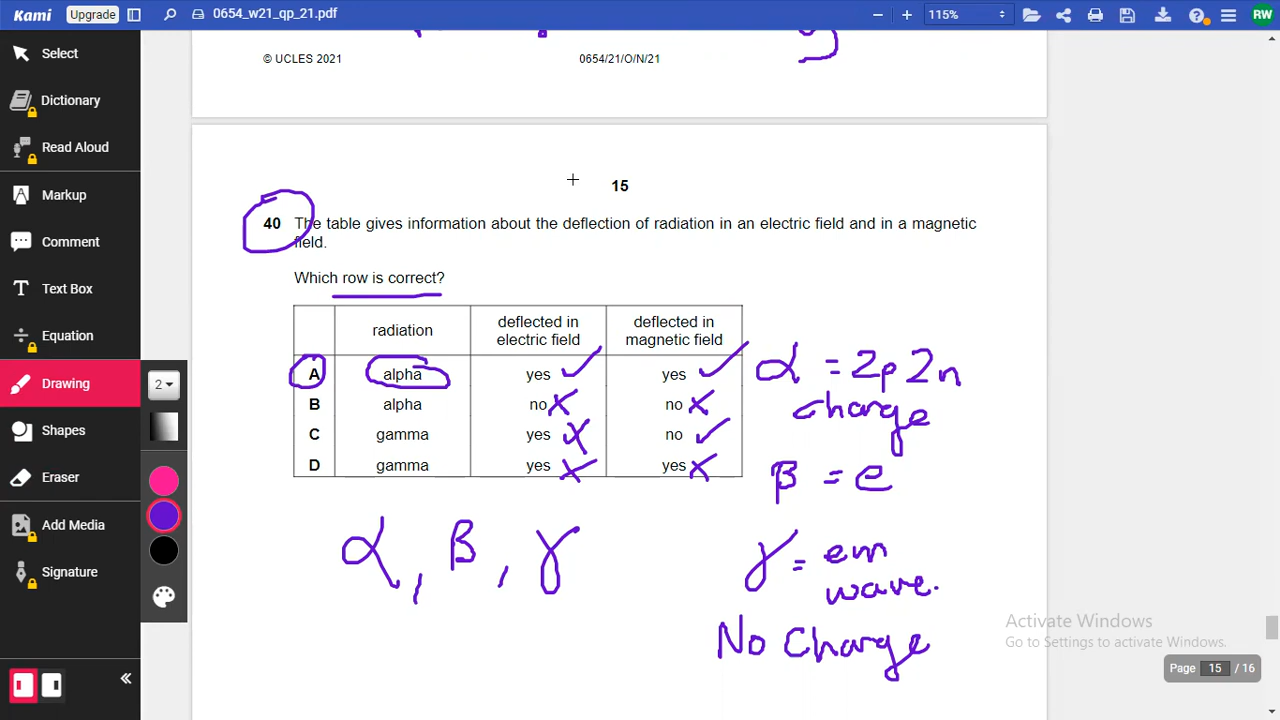 Kami
Upgrade
0654_w21_qp_21.pdf
115%
RW
Select
Dictionary
Read Aloud
Markup
Comment
Text Box
Equation
Drawing
2
Shapes
Eraser
Add Media
Signature
© UCLES 2021
0654/21/O/N/21
15
40 The table gives information about the deflection of radiation in an electric field and in a magnetic
field.
Which row is correct?
radiation deflected in electric field deflected in magnetic field
A alpha yes ✓ yes ✓
B alpha no ✗ no ✗
C gamma yes ✗ no ✓
D gamma yes ✗ yes ✗
α = 2p 2n
charge
β = e
γ = em
wave.
No Charge
α, β, γ
Activate Windows
Go to Settings to activate Windows.
Page 15 / 16